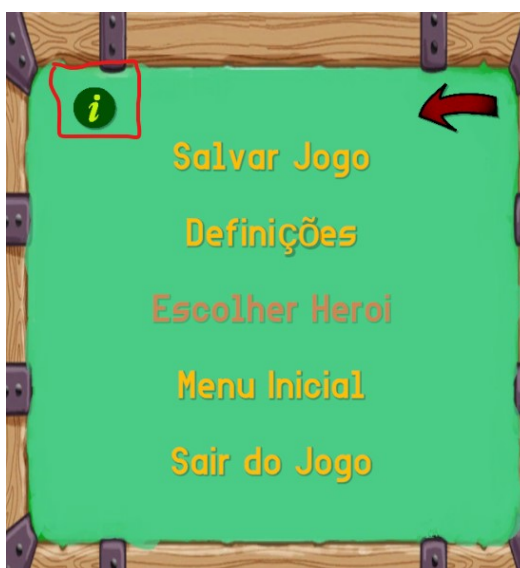 i
Salvar Jogo
Definições
Escolher Heroi
Menu Inicial
Sair do Jogo